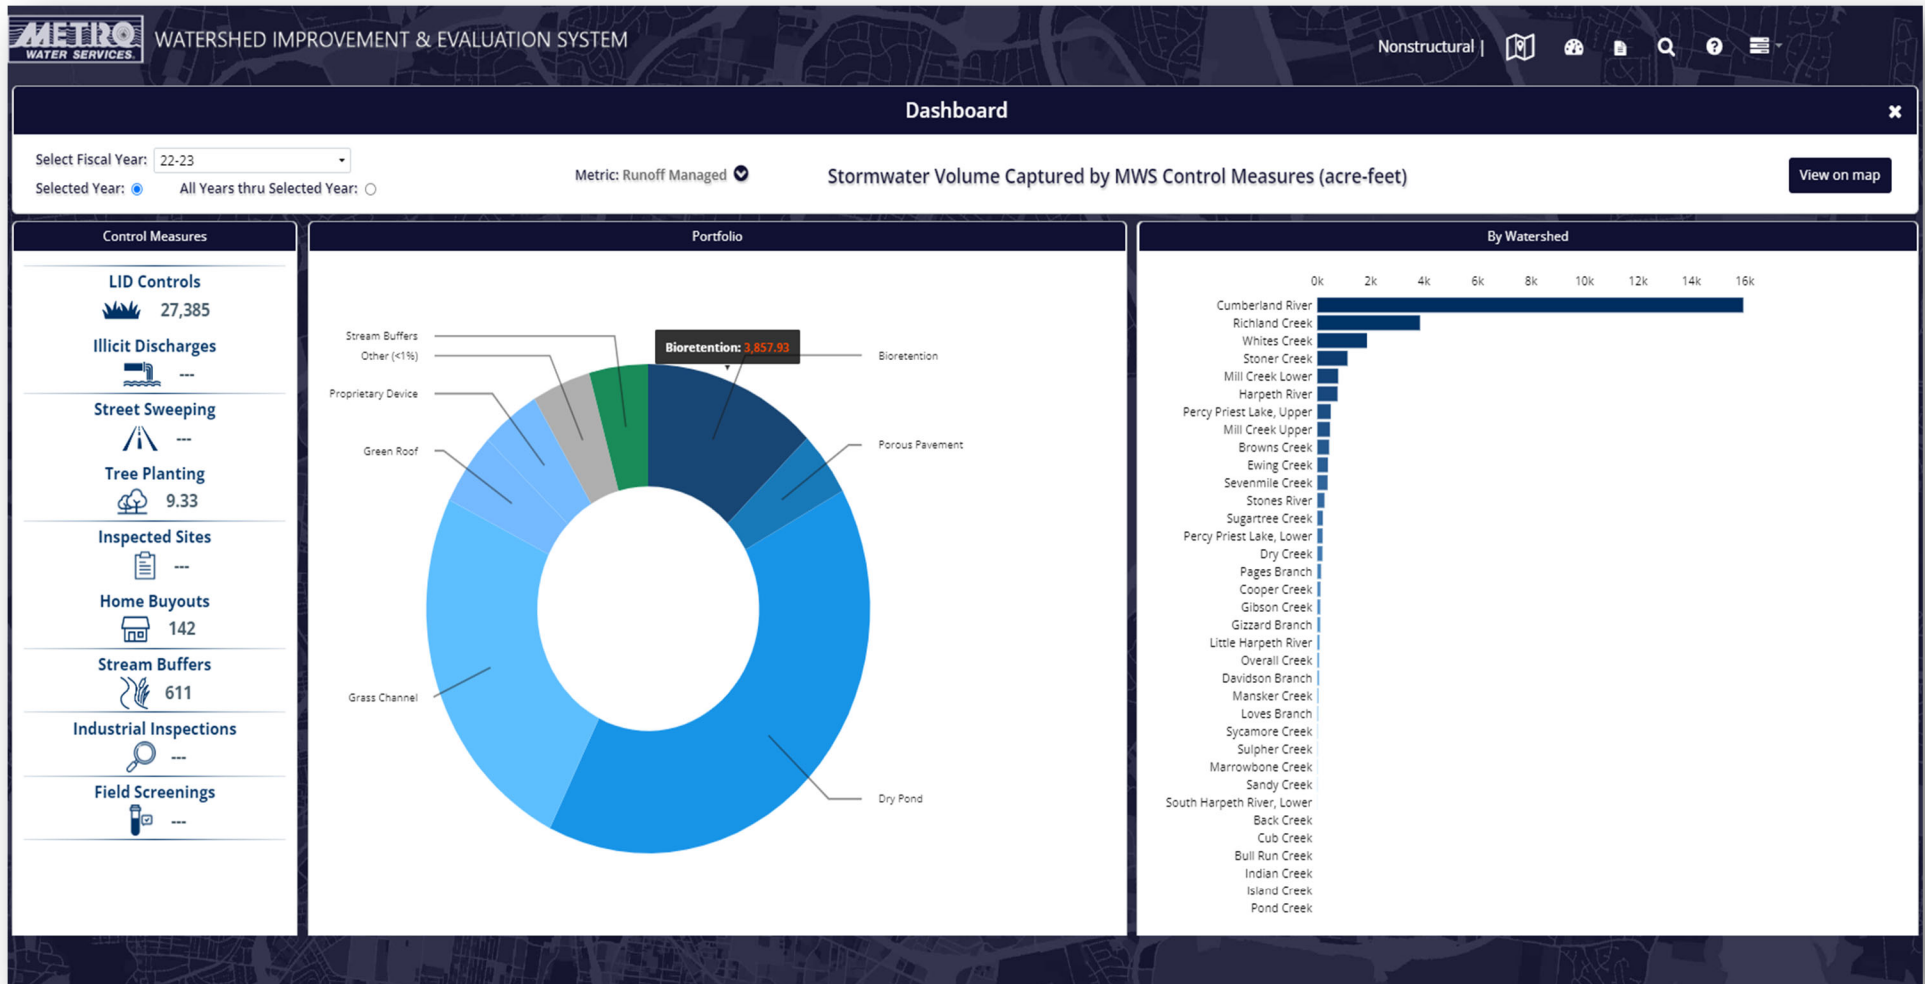 METRO
WATER SERVICES
WATERSHED IMPROVEMENT & EVALUATION SYSTEM
Nonstructural |
Dashboard
Select Fiscal Year: 22-23
Selected Year: All Years thru Selected Year:
Metric: Runoff Managed
Stormwater Volume Captured by MWS Control Measures (acre-feet)
View on map
Control Measures
LID Controls
27,385
Illicit Discharges
---
Street Sweeping
---
Tree Planting
9.33
Inspected Sites
---
Home Buyouts
142
Stream Buffers
611
Industrial Inspections
---
Field Screenings
---
Portfolio
Stream Buffers
Other (<1%)
Proprietary Device
Green Roof
Grass Channel
Bioretention: 3,857.93
Bioretention
Porous Pavement
Dry Pond
By Watershed
0k 2k 4k 6k 8k 10k 12k 14k 16k
Cumberland River
Richland Creek
Whites Creek
Stoner Creek
Mill Creek Lower
Harpeth River
Percy Priest Lake, Upper
Mill Creek Upper
Browns Creek
Ewing Creek
Sevenmile Creek
Stones River
Sugartree Creek
Percy Priest Lake, Lower
Dry Creek
Pages Branch
Cooper Creek
Gibson Creek
Gizzard Branch
Little Harpeth River
Overall Creek
Davidson Branch
Mansker Creek
Loves Branch
Sycamore Creek
Sulpher Creek
Marrowbone Creek
Sandy Creek
South Harpeth River, Lower
Back Creek
Cub Creek
Bull Run Creek
Indian Creek
Island Creek
Pond Creek